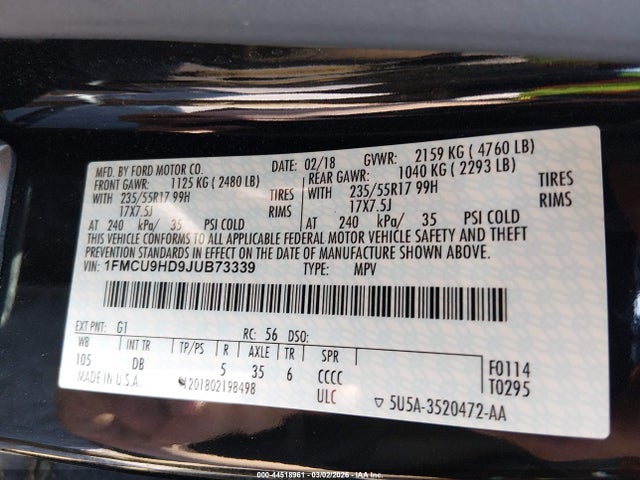 MFD. BY FORD MOTOR CO. DATE: 02/18 GVWR: 2159 KG ( 4760 LB)
FRONT GAWR: 1125 KG ( 2480 LB) REAR GAWR: 1040 KG ( 2293 LB)
WITH 235/55R17 99H TIRES WITH 235/55R17 99H TIRES
17X7.5J RIMS 17X7.5J RIMS
AT 240 kPa/ 35 PSI COLD AT 240 kPa/ 35 PSI COLD
THIS VEHICLE CONFORMS TO ALL APPLICABLE FEDERAL MOTOR VEHICLE SAFETY AND THEFT
PREVENTION STANDARDS IN EFFECT ON THE DATE OF MANUFACTURE SHOWN ABOVE.
VIN: 1FMCU9HD9JUB73339 TYPE: MPV
EXT PNT: G1 RC: 56 DSO:
WB INT TR TP/PS R AXLE TR SPR F0114
105 DB 5 35 6 CCCC T0295
MADE IN U.S.A. 1201802198498 ULC 5U5A-3520472-AA
000-44518961 - 03/02/2026 - IAAI.COM